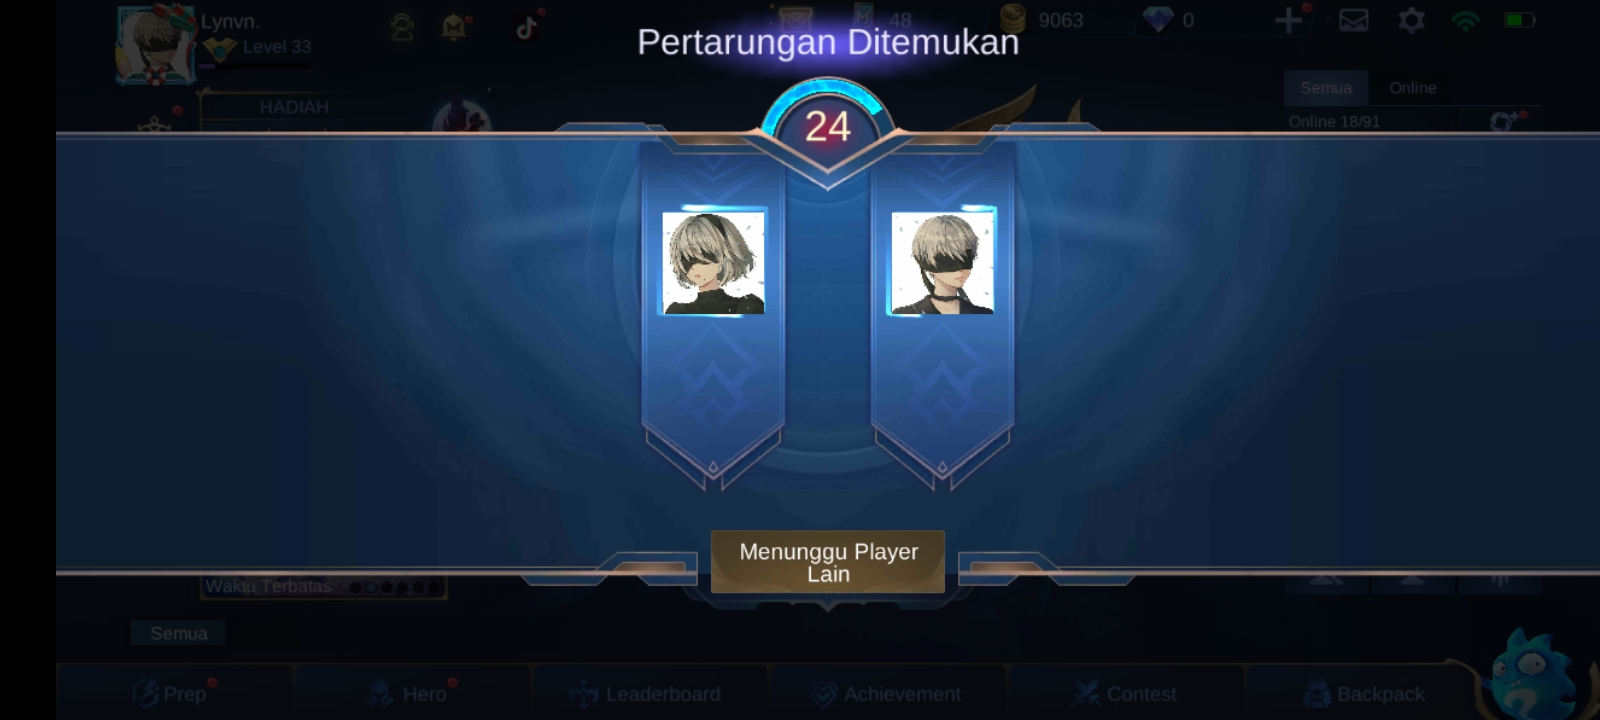 Lynvn.
Level 33
48
9063
0
Pertarungan Ditemukan
24
HADIAH
Semua
Online
Online 18/91
Menunggu Player
Lain
Waktu Terbatas
Semua
Prep
Hero
Leaderboard
Achievement
Contest
Backpack